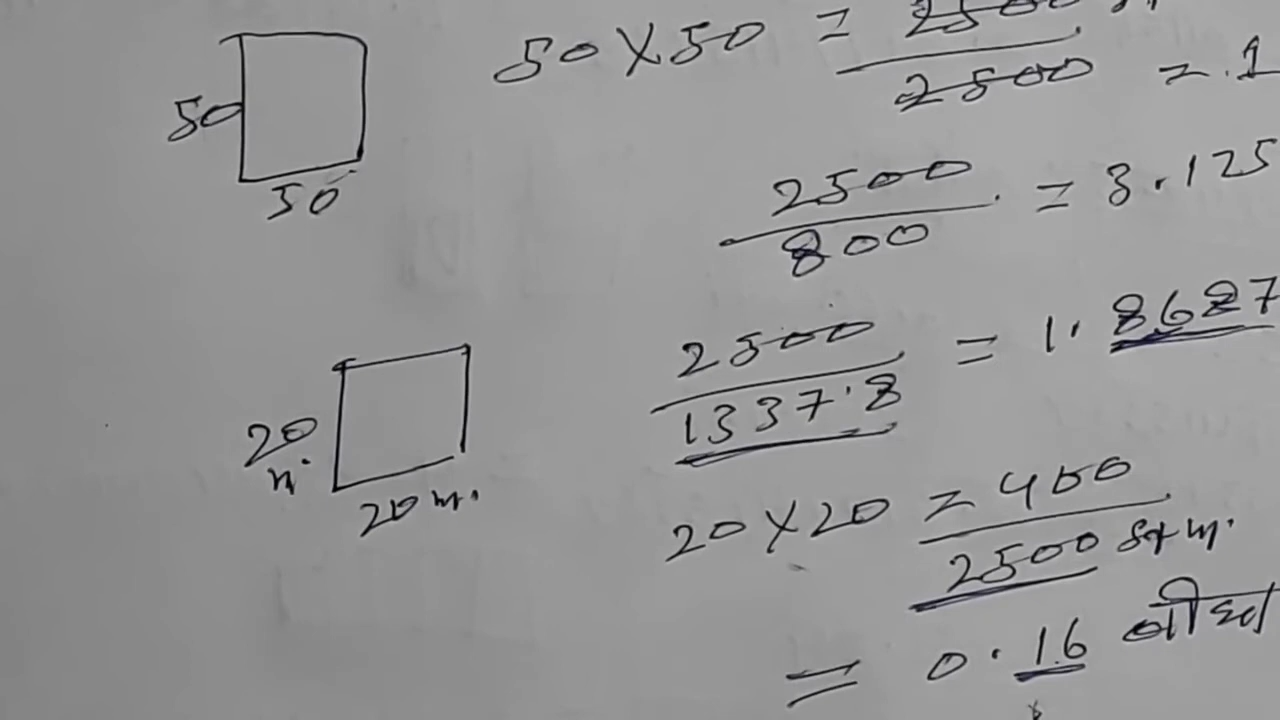 50
50
50 X 50 = 2500
2500 = .1
2500
800 = 3.125
2500
1337.8 = 1.8687
20
m.
20 m.
20 X 20 = 400
2500 m.
= 0.16 बीघा